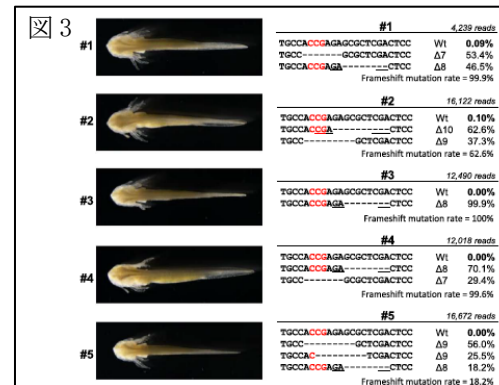 図3
#1
#1 4,239 reads
TGCCACCGAGAGCGCTCGACTCC Wt 0.09%
TGCC-------GCGCTCGACTCC Δ7 53.4%
TGCCACCGAGA--------CTCC Δ8 46.5%
Frameshift mutation rate = 99.9%
#2
#2 16,122 reads
TGCCACCGAGAGCGCTCGACTCC Wt 0.10%
TGCCACCGA----------CTCC Δ10 62.6%
TGCC---------GCTCGACTCC Δ9 37.3%
Frameshift mutation rate = 62.6%
#3
#3 12,490 reads
TGCCACCGAGAGCGCTCGACTCC Wt 0.00%
TGCCACCGAGA--------CTCC Δ8 99.9%
Frameshift mutation rate = 100%
#4
#4 12,018 reads
TGCCACCGAGAGCGCTCGACTCC Wt 0.00%
TGCCACCGAGA--------CTCC Δ8 70.1%
TGCC-------GCGCTCGACTCC Δ7 29.4%
Frameshift mutation rate = 99.6%
#5
#5 16,672 reads
TGCCACCGAGAGCGCTCGACTCC Wt 0.00%
TGCC---------GCTCGACTCC Δ9 56.0%
TGCCAC---------TCGACTCC Δ9 25.5%
TGCCACCGAGA--------CTCC Δ8 18.2%
Frameshift mutation rate = 18.2%